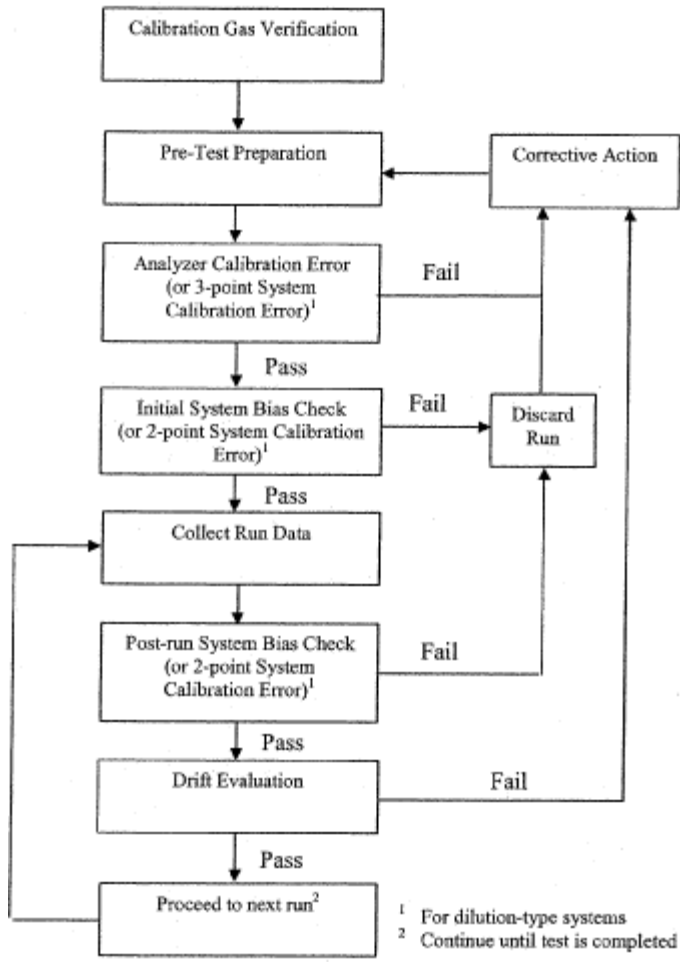 Calibration Gas Verification
Pre-Test Preparation
Corrective Action
Analyzer Calibration Error
(or 3-point System
Calibration Error)¹
Fail
Pass
Initial System Bias Check
(or 2-point System Calibration
Error)¹
Fail
Discard
Run
Pass
Collect Run Data
Post-run System Bias Check
(or 2-point System
Calibration Error)¹
Fail
Pass
Drift Evaluation
Fail
Pass
Proceed to next run²
¹ For dilution-type systems
² Continue until test is completed